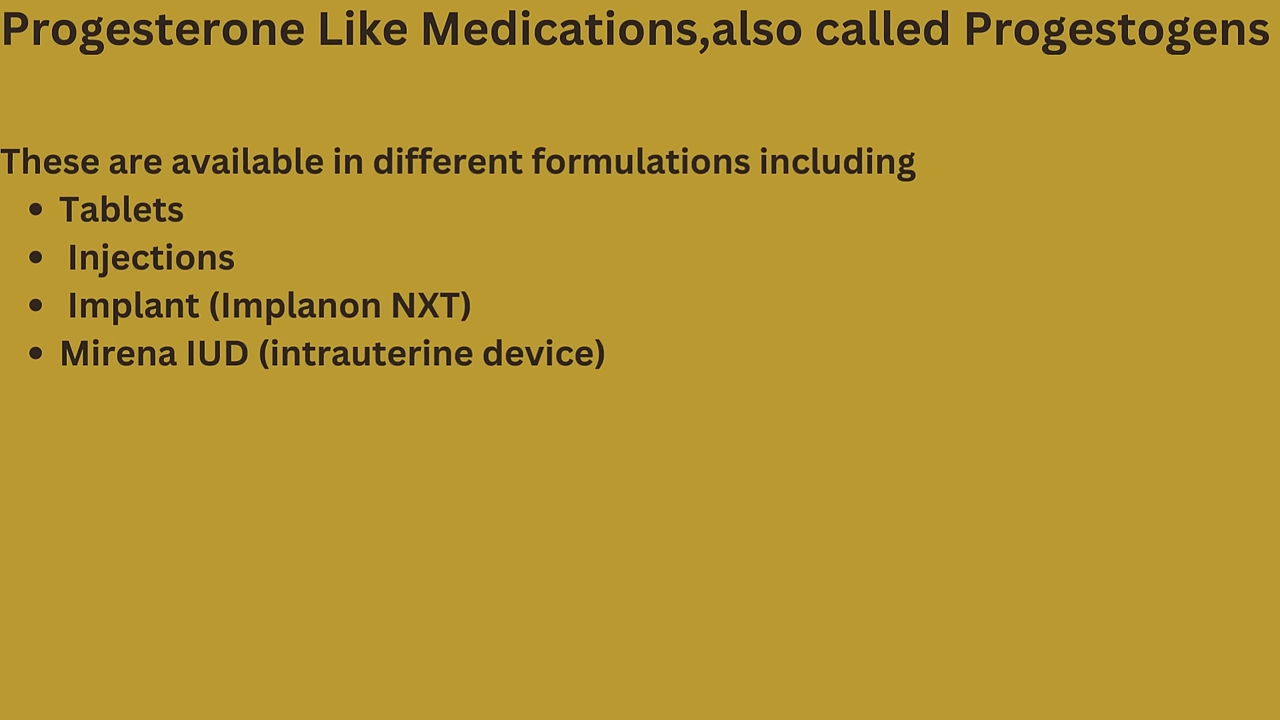 Progesterone Like Medications,also called Progestogens
These are available in different formulations including
• Tablets
• Injections
• Implant (Implanon NXT)
• Mirena IUD (intrauterine device)